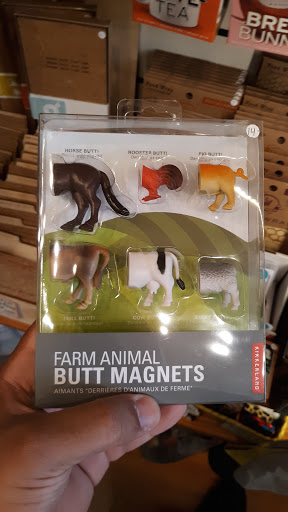 TEA
BRE
BUNN
14
HORSE BUTT!
ROOSTER BUTT!
PIG BUTT!
COW BUTT!
FARM ANIMAL
BUTT MAGNETS
AIMANTS "DERRIÈRES D'ANIMAUX DE FERME"
KIKKERLAND